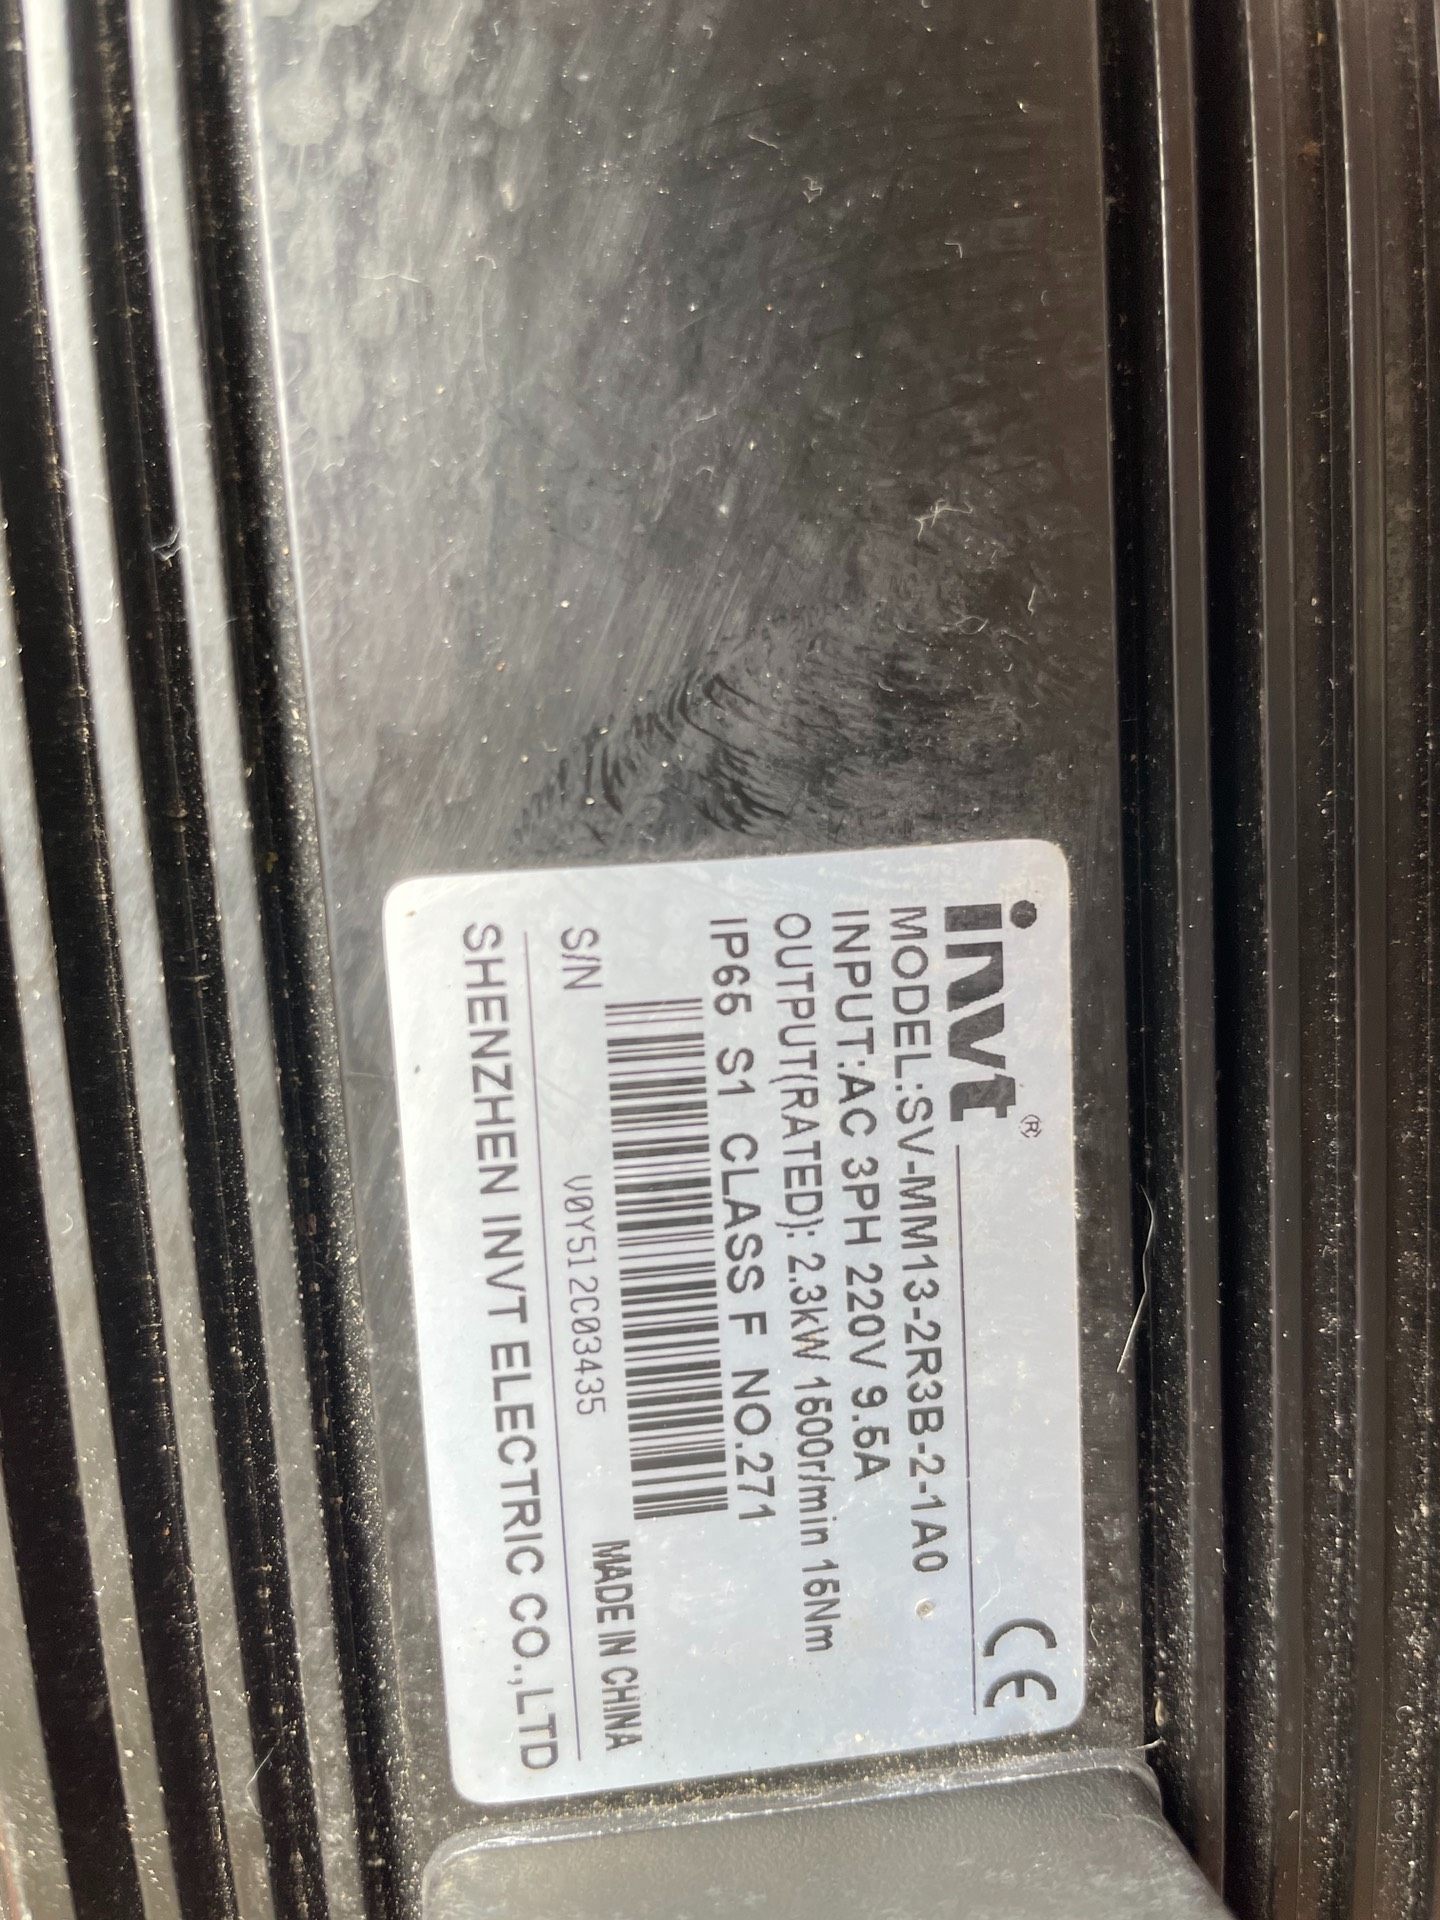 invt®
CE
MODEL:SV-MM13-2R3B-2-1A0
INPUT:AC 3PH 220V 9.5A
OUTPUT(RATED): 2.3kW 1500r/min 15Nm
IP65 S1 CLASS F NO.271
S/N V0Y512C03435 MADE IN CHINA
SHENZHEN INVT ELECTRIC CO.,LTD